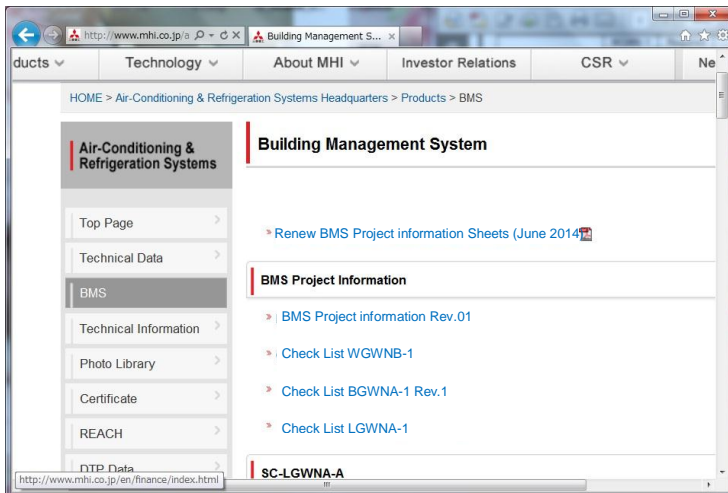 http://www.mhi.co.jp/a
Building Management S...
ducts
Technology
About MHI
Investor Relations
CSR
Ne
HOME > Air-Conditioning & Refrigeration Systems Headquarters > Products > BMS
Air-Conditioning &
Refrigeration Systems
Top Page
Technical Data
BMS
Technical Information
Photo Library
Certificate
REACH
DTP Data
Building Management System
Renew BMS Project information Sheets (June 2014
BMS Project Information
BMS Project information Rev.01
Check List WGWNB-1
Check List BGWNA-1 Rev.1
Check List LGWNA-1
SC-LGWNA-A
http://www.mhi.co.jp/en/finance/index.html